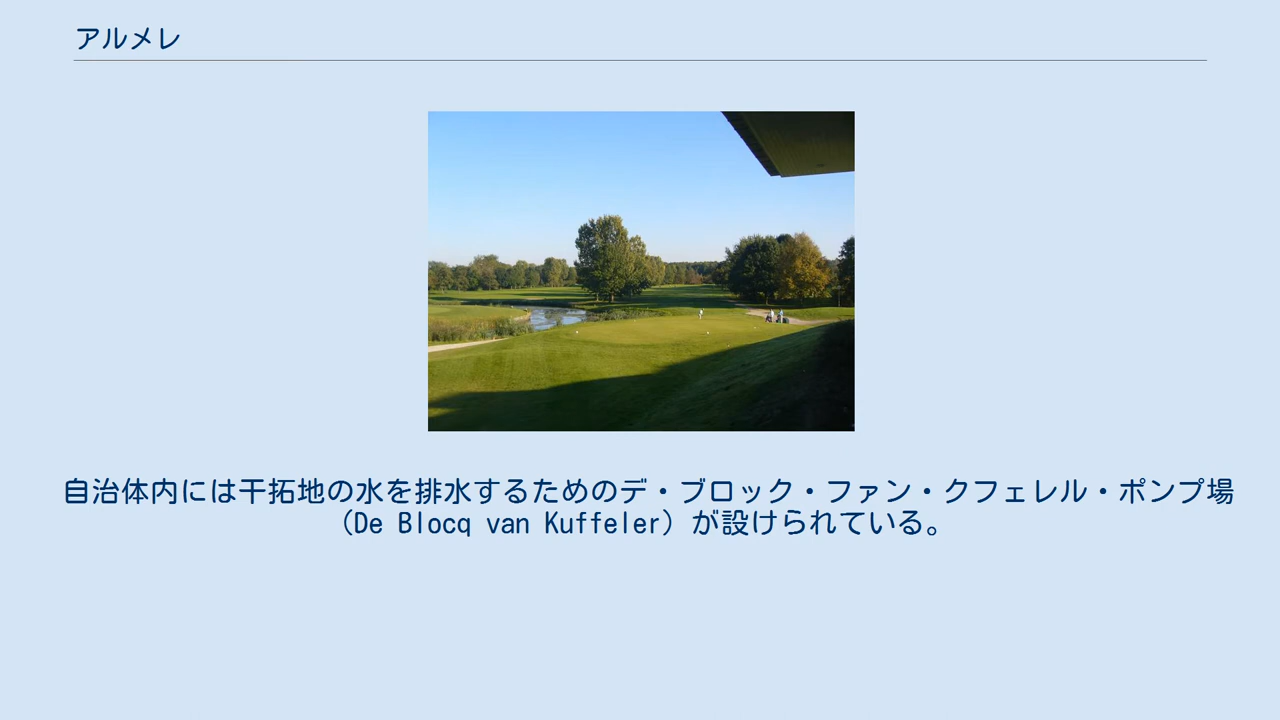 アルメレ
自治体内には干拓地の水を排水するためのデ・ブロック・ファン・クフェレル・ポンプ場
（De Blocq van Kuffeler）が設けられている。